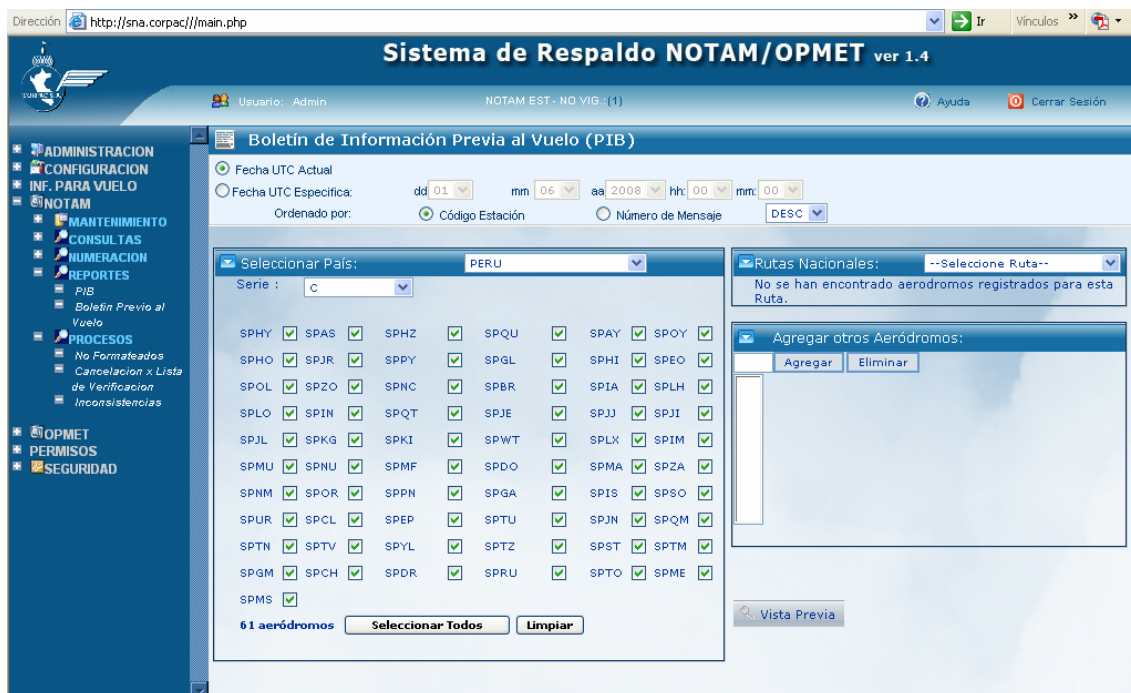 Dirección http://sna.corpac///main.php Ir Vínculos »
Sistema de Respaldo NOTAM/OPMET ver 1.4
CORPAC S.A.
Usuario: Admin NOTAM EST - NO VIG.:(1) Ayuda Cerrar Sesión
ADMINISTRACION
CONFIGURACION
INF. PARA VUELO
NOTAM
MANTENIMIENTO
CONSULTAS
NUMERACION
REPORTES
PIB
Boletin Previo al
Vuelo
PROCESOS
No Formateados
Cancelacion x Lista
de Verificacion
Inconsistencias
OPMET
PERMISOS
SEGURIDAD
Boletín de Información Previa al Vuelo (PIB)
Fecha UTC Actual
Fecha UTC Especifica: dd 01 mm 06 aa 2008 hh: 00 mm: 00
Ordenado por: Código Estación Número de Mensaje DESC
Seleccionar País: PERU
Serie : C
SPHY SPAS SPHZ SPQU SPAY SPOY
SPHO SPJR SPPY SPGL SPHI SPEO
SPOL SPZO SPNC SPBR SPIA SPLH
SPLO SPIN SPQT SPJE SPJJ SPJI
SPJL SPKG SPKI SPWT SPLX SPIM
SPMU SPNU SPMF SPDO SPMA SPZA
SPNM SPOR SPPN SPGA SPIS SPSO
SPUR SPCL SPEP SPTU SPJN SPQM
SPTN SPTV SPYL SPTZ SPST SPTM
SPGM SPCH SPDR SPRU SPTO SPME
SPMS
61 aeródromos Seleccionar Todos Limpiar
Rutas Nacionales: --Seleccione Ruta--
No se han encontrado aerodromos registrados para esta
Ruta.
Agregar otros Aeródromos:
Agregar Eliminar
Vista Previa